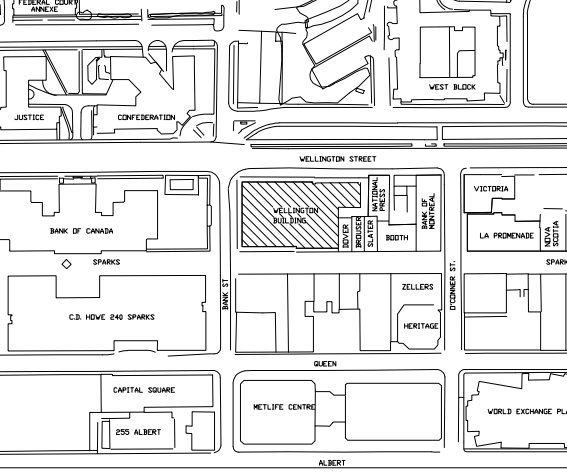 FEDERAL COURT
ANNEXE
WEST BLOCK
JUSTICE
CONFEDERATION
WELLINGTON STREET
WELLINGTON
BUILDING
NATIONAL
PRESS
BANK OF
MONTREAL
VICTORIA
DOVER
BROUSER
SLATER
BOOTH
LA PROMENADE
NOVA
SCOTIA
BANK OF CANADA
SPARKS
SPARK
BANK ST
O'CONNER ST.
ZELLERS
HERITAGE
C.D. HOWE 240 SPARKS
QUEEN
CAPITAL SQUARE
METLIFE CENTRE
WORLD EXCHANGE PLA
255 ALBERT
ALBERT